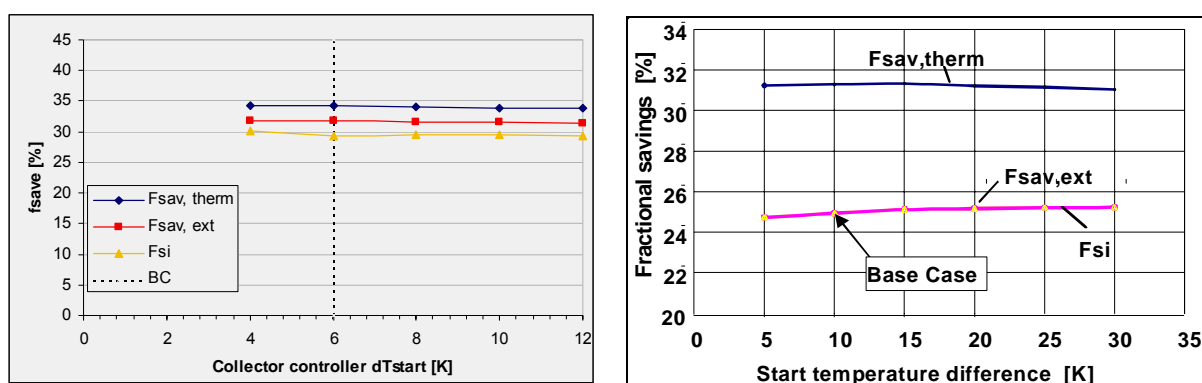 45
40
35
30
25
20
15
10
5
0
fsave [%]
Fsav, therm
Fsav, ext
Fsi
BC
0 2 4 6 8 10 12
Collector controller dTstart [K]
34
32
30
28
26
24
22
20
Fractional savings [%]
Fsav,therm
Fsav,ext
Fsi
Base Case
0 5 10 15 20 25 30 35
Start temperature difference [K]